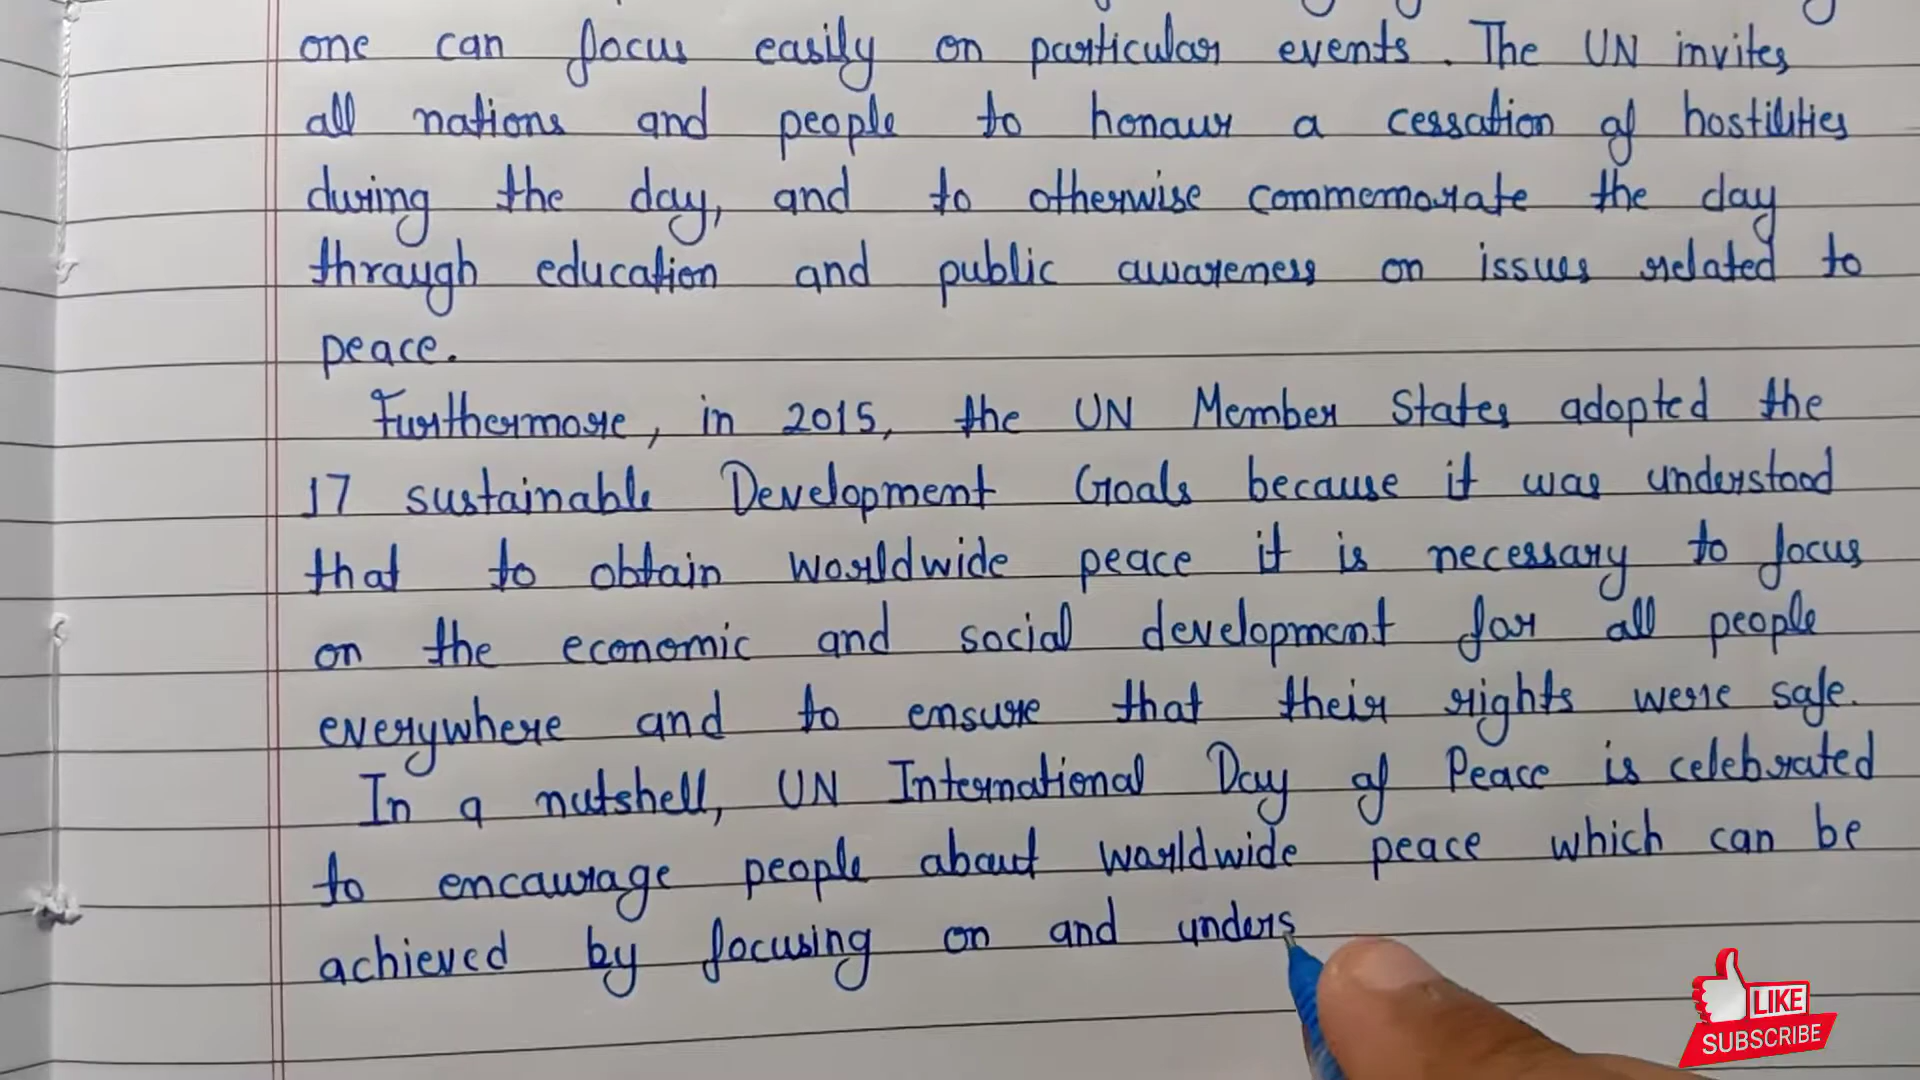 one can focus easily on particular events. The UN invites
all nations and people to honour a cessation of hostilities
during the day, and to otherwise commemorate the day
through education and public awareness on issues related to
peace.
Furthermore, in 2015, the UN Member States adopted the
17 sustainable Development Goals because it was understood
that to obtain worldwide peace it is necessary to focus
on the economic and social development for all people
everywhere and to ensure that their rights were safe.
In a nutshell, UN International Day of Peace is celebrated
to encourage people about worldwide peace which can be
achieved by focusing on and unders
LIKE
SUBSCRIBE